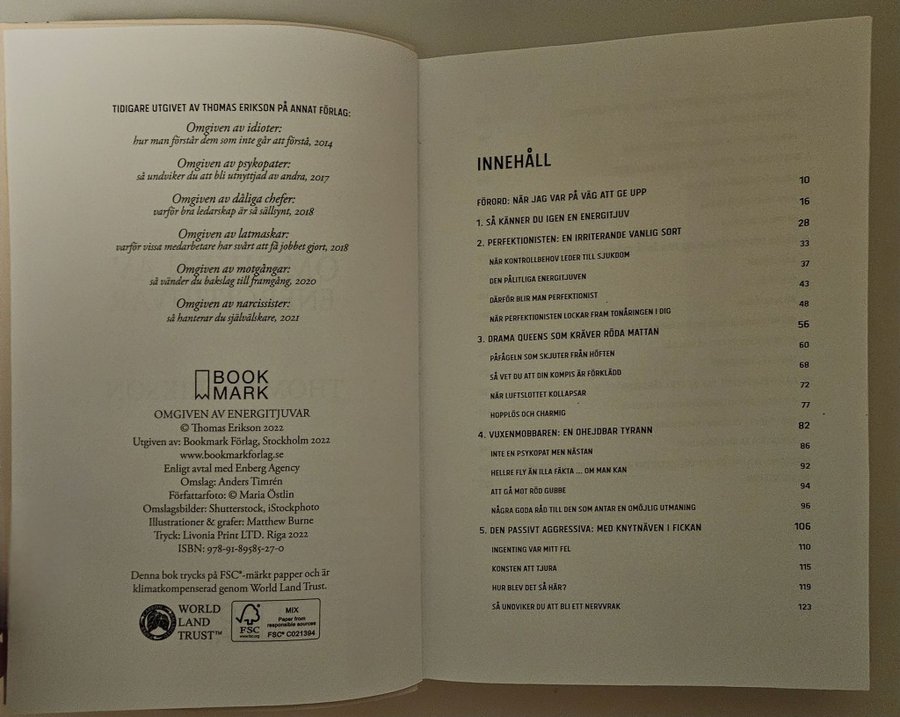 TIDIGARE UTGIVET AV THOMAS ERIKSON PÅ ANNAT FÖRLAG:
Omgiven av idioter:
hur man förstår dem som inte går att förstå, 2014
Omgiven av psykopater:
så undviker du att bli utnyttjad av andra, 2017
Omgiven av dåliga chefer:
varför bra ledarskap är så sällsynt, 2018
Omgiven av latmaskar:
varför vissa medarbetare har svårt att få jobbet gjort, 2018
Omgiven av motgångar:
så vänder du bakslag till framgång, 2020
Omgiven av narcissister:
så hanterar du självälskare, 2021
BOOK
MARK
OMGIVEN AV ENERGITJUVAR
© Thomas Erikson 2022
Utgiven av: Bookmark Förlag, Stockholm 2022
www.bookmarkforlag.se
Enligt avtal med Enberg Agency
Omslag: Anders Timrén
Författarfoto: © Maria Östlin
Omslagsbilder: Shutterstock, iStockphoto
Illustrationer & grafer: Matthew Burne
Tryck: Livonia Print LTD. Riga 2022
ISBN: 978-91-89585-27-0
Denna bok trycks på FSC®-märkt papper och är
klimatkompenserad genom World Land Trust.
WORLD
LAND
TRUST™
FSC
www.fsc.org
MIX
Paper from
responsible sources
FSC® C021394
INNEHÅLL
FÖRORD: NÄR JAG VAR PÅ VÄG ATT GE UPP 10
1. SÅ KÄNNER DU IGEN EN ENERGITJUV 16
2. PERFEKTIONISTEN: EN IRRITERANDE VANLIG SORT 28
NÄR KONTROLLBEHOV LEDER TILL SJUKDOM 33
DEN PÅLITLIGA ENERGITJUVEN 37
DÄRFÖR BLIR MAN PERFEKTIONIST 43
NÄR PERFEKTIONISTEN LOCKAR FRAM TONÅRINGEN I DIG 48
3. DRAMA QUEENS SOM KRÄVER RÖDA MATTAN 56
PÅFÅGELN SOM SKJUTER FRÅN HÖFTEN 60
SÅ VET DU ATT DIN KOMPIS ÄR FÖRKLÄDD 68
NÄR LUFTSLOTTET KOLLAPSAR 72
HOPPLÖS OCH CHARMIG 77
4. VUXENMOBBAREN: EN OHEJDBAR TYRANN 82
INTE EN PSYKOPAT MEN NÄSTAN 86
HELLRE FLY ÄN ILLA FÄKTA ... OM MAN KAN 92
ATT GÅ MOT RÖD GUBBE 94
NÅGRA GODA RÅD TILL DEN SOM ANTAR EN OMÖJLIG UTMANING 96
5. DEN PASSIVT AGGRESSIVA: MED KNYTNÄVEN I FICKAN 106
INGENTING VAR MITT FEL 110
KONSTEN ATT TJURA 115
HUR BLEV DET SÅ HÄR? 119
SÅ UNDVIKER DU ATT BLI ETT NERVVRAK 123